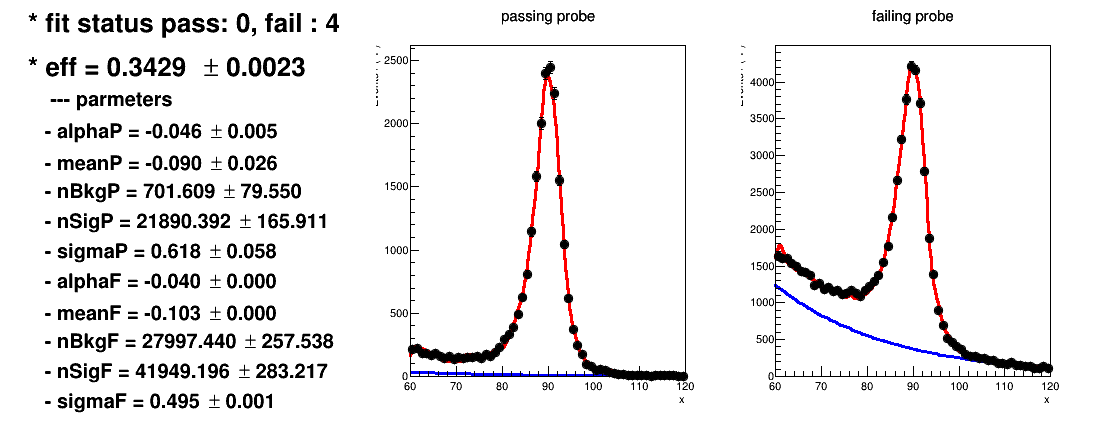 * fit status pass: 0, fail : 4
* eff = 0.3429 ± 0.0023
--- parmeters
- alphaP = -0.046 ± 0.005
- meanP = -0.090 ± 0.026
- nBkgP = 701.609 ± 79.550
- nSigP = 21890.392 ± 165.911
- sigmaP = 0.618 ± 0.058
- alphaF = -0.040 ± 0.000
- meanF = -0.103 ± 0.000
- nBkgF = 27997.440 ± 257.538
- nSigF = 41949.196 ± 283.217
- sigmaF = 0.495 ± 0.001
passing probe
2500
2000
1500
1000
500
0
60 70 80 90 100 110 120
x
failing probe
4000
3500
3000
2500
2000
1500
1000
500
0
60 70 80 90 100 110 120
x